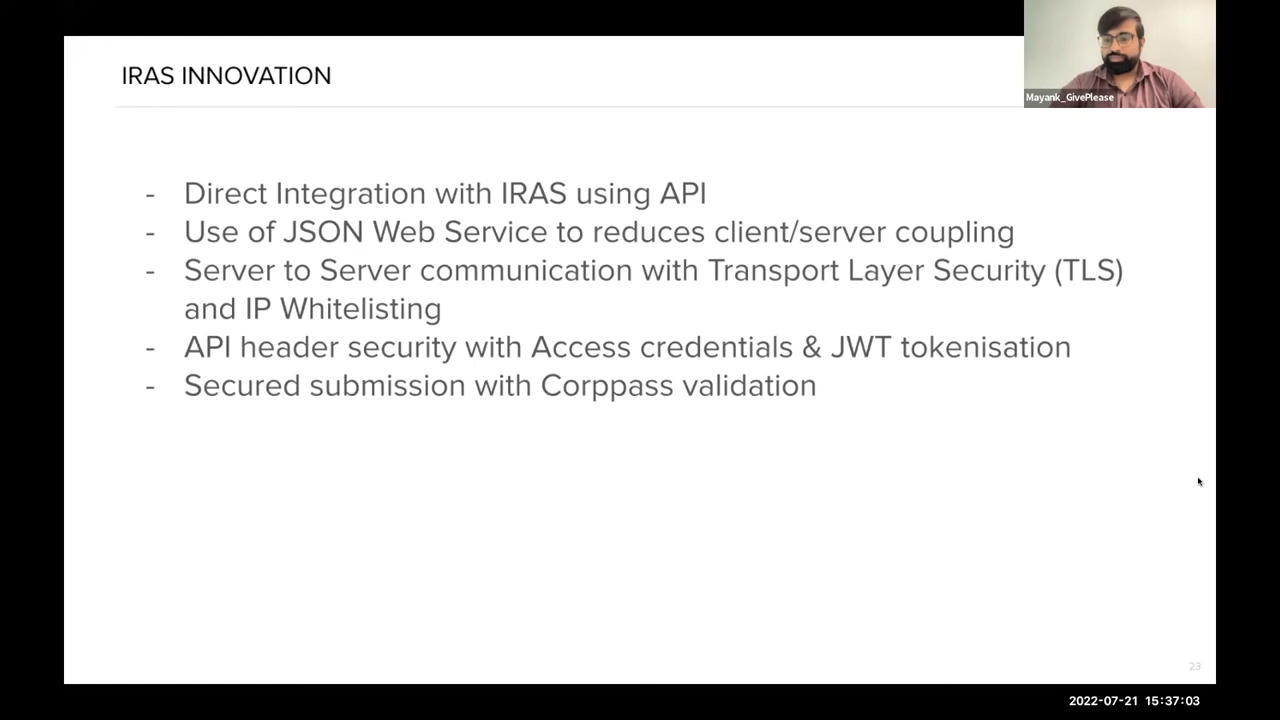 IRAS INNOVATION
Mayank_GivePlease
- Direct Integration with IRAS using API
- Use of JSON Web Service to reduces client/server coupling
- Server to Server communication with Transport Layer Security (TLS)
and IP Whitelisting
- API header security with Access credentials & JWT tokenisation
- Secured submission with Corppass validation
23
2022-07-21 15:37:03